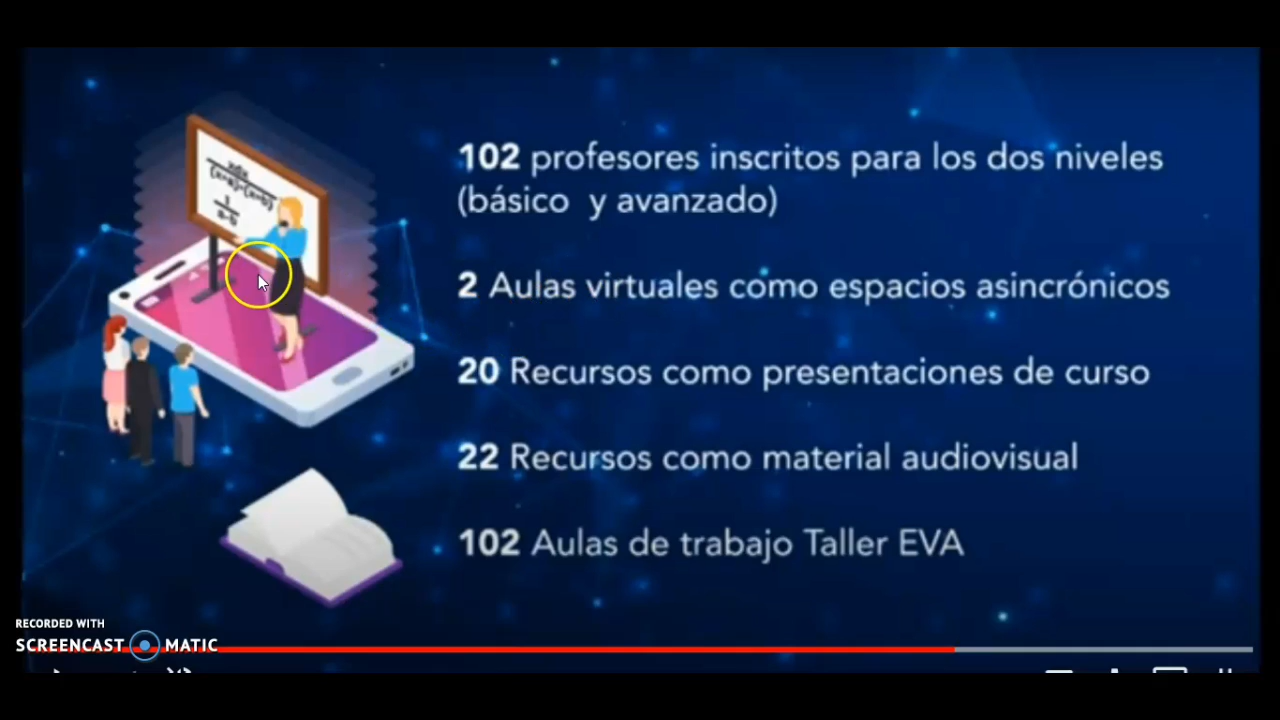 102 profesores inscritos para los dos niveles
(básico y avanzado)
2 Aulas virtuales como espacios asincrónicos
20 Recursos como presentaciones de curso
22 Recursos como material audiovisual
102 Aulas de trabajo Taller EVA
RECORDED WITH
SCREENCAST MATIC